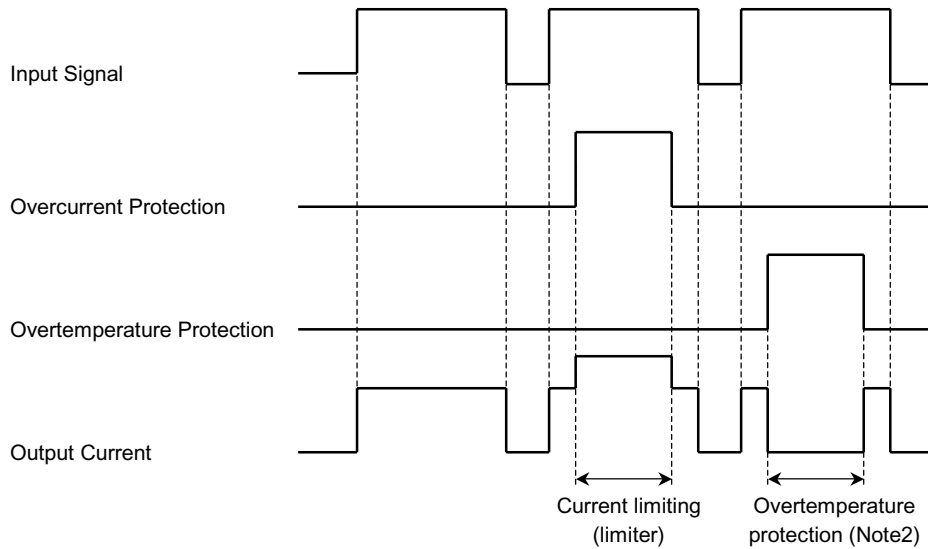 Input Signal
Overcurrent Protection
Overtemperature Protection
Output Current
Current limiting
(limiter)
Overtemperature
protection (Note2)